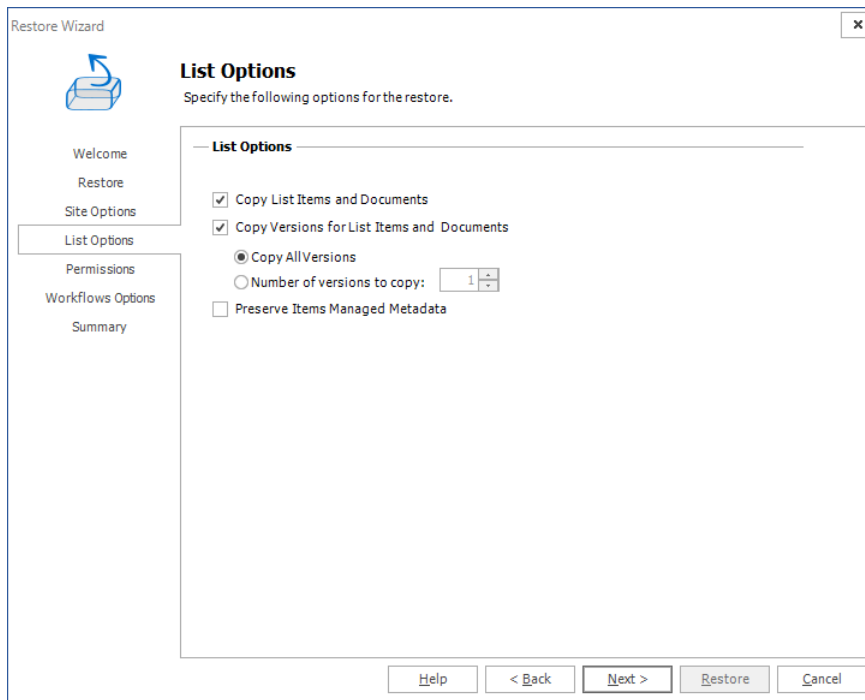 Restore Wizard
List Options
Specify the following options for the restore.
Welcome
Restore
Site Options
List Options
Permissions
Workflows Options
Summary
List Options
Copy List Items and Documents
Copy Versions for List Items and Documents
Copy All Versions
Number of versions to copy: 1
Preserve Items Managed Metadata
Help < Back Next > Restore Cancel